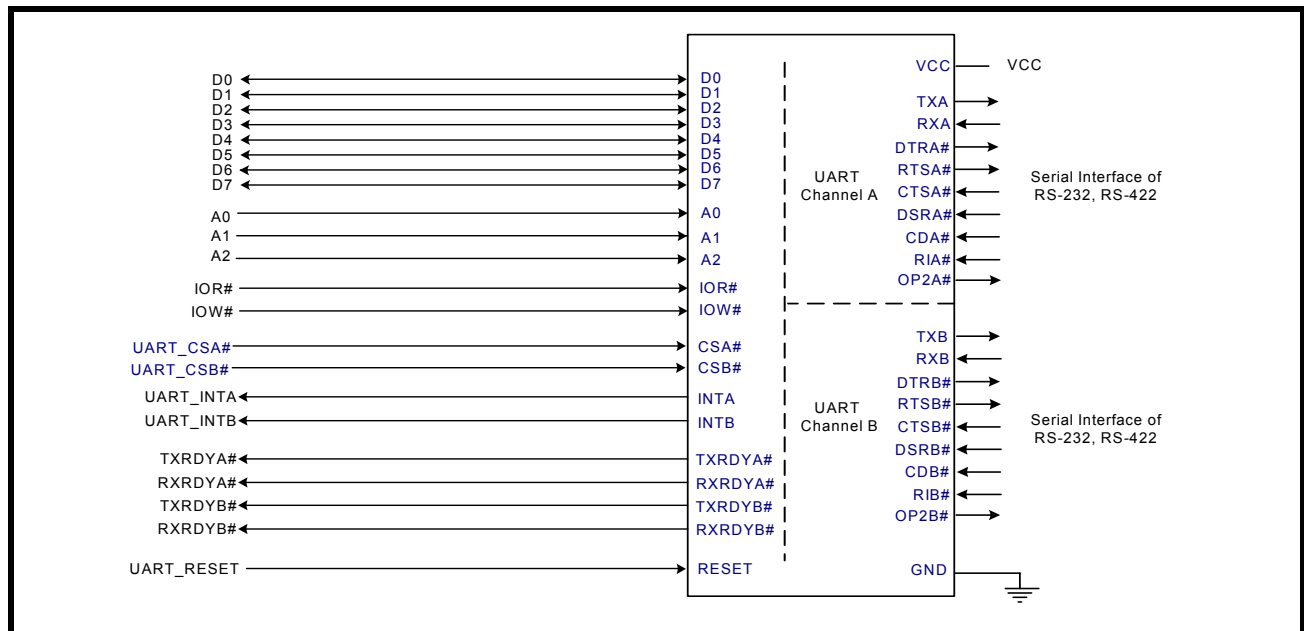 D0
D1
D2
D3
D4
D5
D6
D7
A0
A1
A2
IOR#
IOW#
UART_CSA#
UART_CSB#
UART_INTA
UART_INTB
TXRDYA#
RXRDYA#
TXRDYB#
RXRDYB#
UART_RESET
D0
D1
D2
D3
D4
D5
D6
D7
A0
A1
A2
IOR#
IOW#
CSA#
CSB#
INTA
INTB
TXRDYA#
RXRDYA#
TXRDYB#
RXRDYB#
RESET
UART
Channel A
UART
Channel B
VCC
TXA
RXA
DTRA#
RTSA#
CTSA#
DSRA#
CDA#
RIA#
OP2A#
TXB
RXB
DTRB#
RTSB#
CTSB#
DSRB#
CDB#
RIB#
OP2B#
GND
VCC
Serial Interface of
RS-232, RS-422
Serial Interface of
RS-232, RS-422